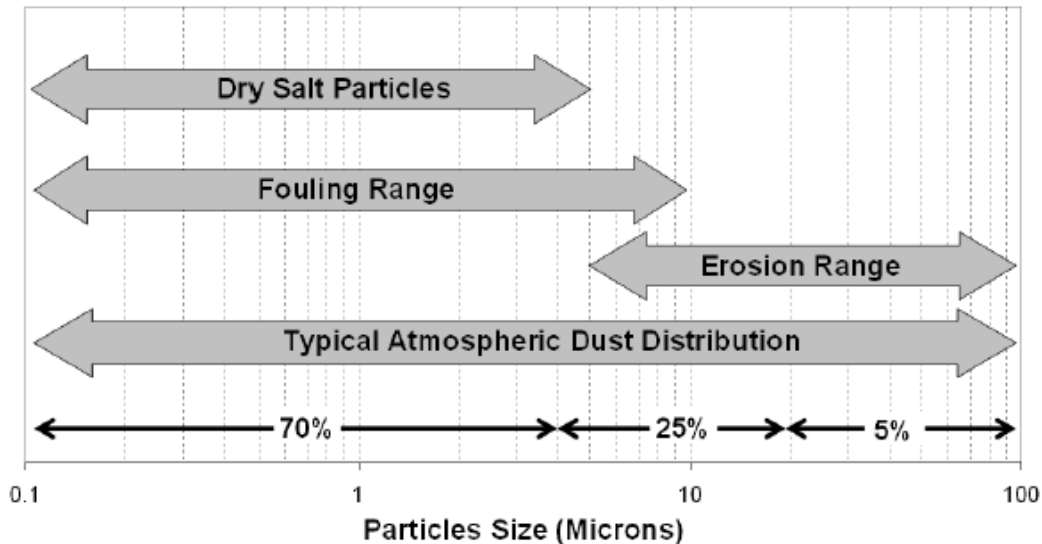 Dry Salt Particles
Fouling Range
Erosion Range
Typical Atmospheric Dust Distribution
70% 25% 5%
0.1 1 10 100
Particles Size (Microns)